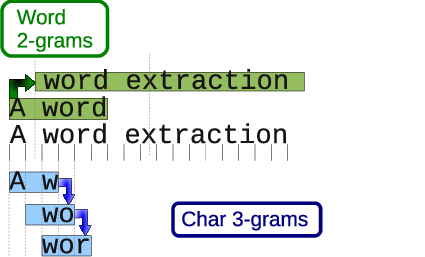 Word
2-grams
word extraction
A word
A word extraction
A w
wo
Char 3-grams
wor